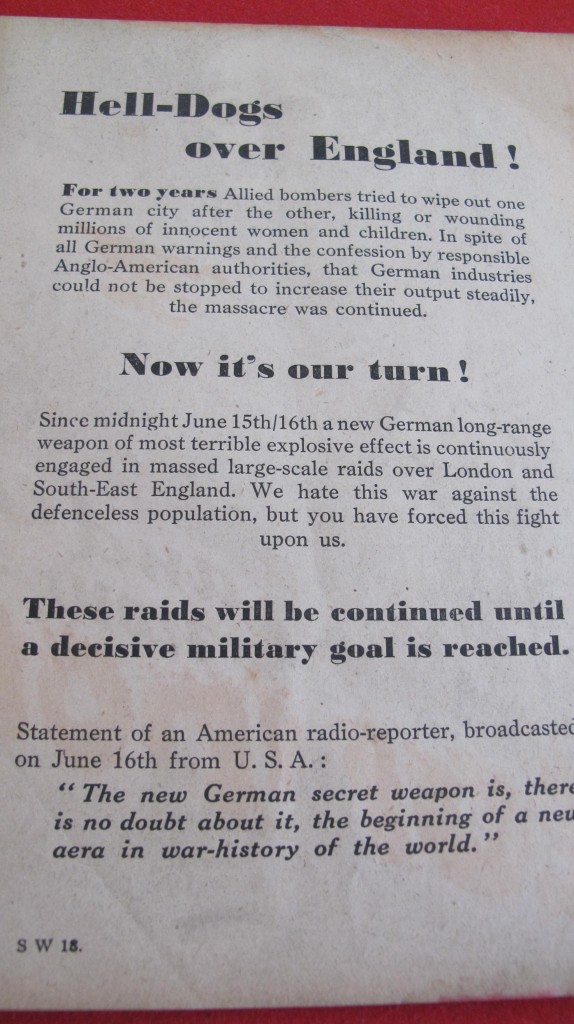 Hell-Dogs
over England!
For two years Allied bombers tried to wipe out one
German city after the other, killing or wounding
millions of innocent women and children. In spite of
all German warnings and the confession by responsible
Anglo-American authorities, that German industries
could not be stopped to increase their output steadily,
the massacre was continued.
Now it's our turn!
Since midnight June 15th/16th a new German long-range
weapon of most terrible explosive effect is continuously
engaged in massed large-scale raids over London and
South-East England. We hate this war against the
defenceless population, but you have forced this fight
upon us.
These raids will be continued until
a decisive military goal is reached.
Statement of an American radio-reporter, broadcasted
on June 16th from U. S. A. :
"The new German secret weapon is, there
is no doubt about it, the beginning of a new
aera in war-history of the world."
S W 18.